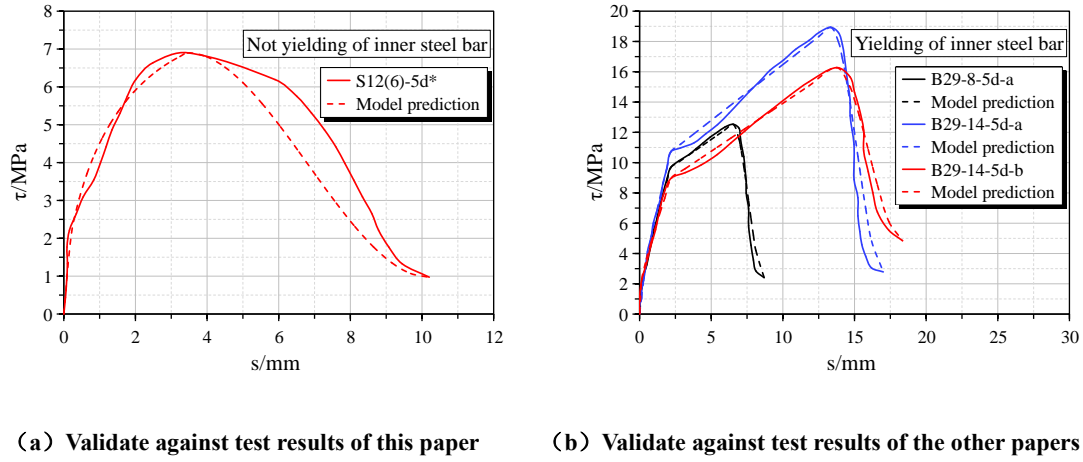 8
7
6
5
4
3
2
1
0
τ/MPa
Not yielding of inner steel bar
S12(6)-5d*
Model prediction
0 2 4 6 8 10 12
s/mm
(a) Validate against test results of this paper
20
18
16
14
12
10
8
6
4
2
0
τ/MPa
Yielding of inner steel bar
B29-8-5d-a
Model prediction
B29-14-5d-a
Model prediction
B29-14-5d-b
Model prediction
0 5 10 15 20 25 30
s/mm
(b) Validate against test results of the other papers